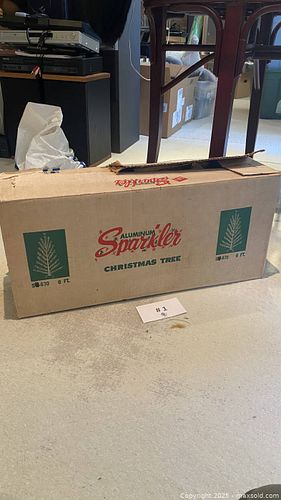 ALUMINUM
Sparkler
CHRISTMAS TREE
6 FT.
6 FT.
Copyright 2025 - maxsold.com